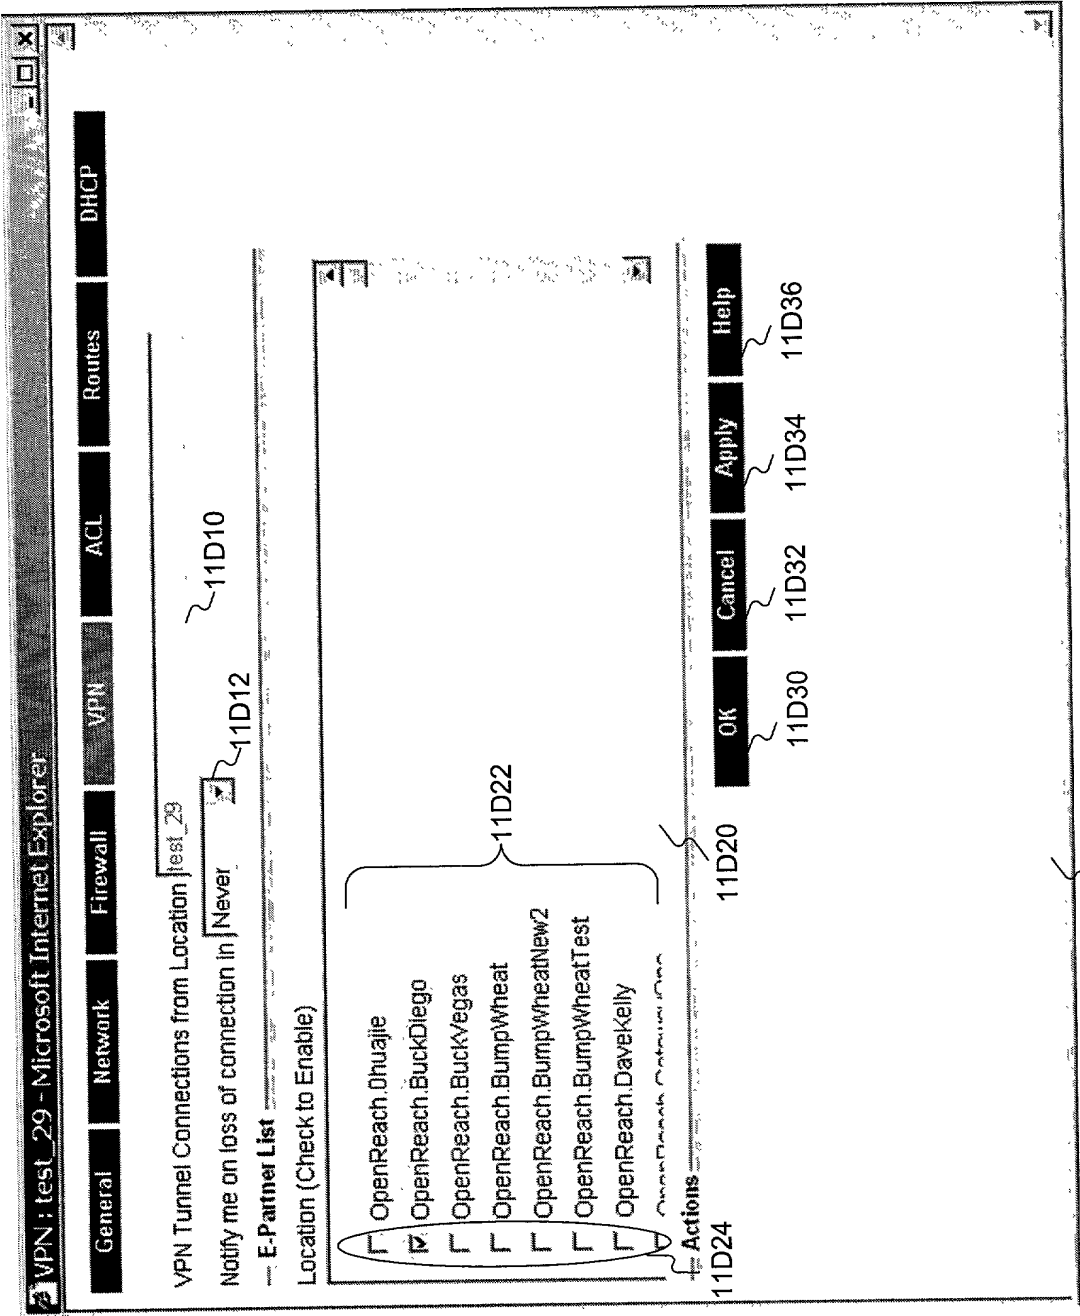 VPN : test_29 - Microsoft Internet Explorer
General Network Firewall VPN ACL Routes DHCP
VPN Tunnel Connections from Location test_29
11D10
Notify me on loss of connection in Never
11D12
E-Partner List
Location (Check to Enable)
OpenReach.0huajie
OpenReach.BuckDiego
OpenReach.BuckVegas
OpenReach.BumpWheat
11D22
OpenReach.BumpWheatNew2
OpenReach.BumpWheatTest
OpenReach.DaveKelly
Actions
11D24
11D20
OK Cancel Apply Help
11D30 11D32 11D34 11D36